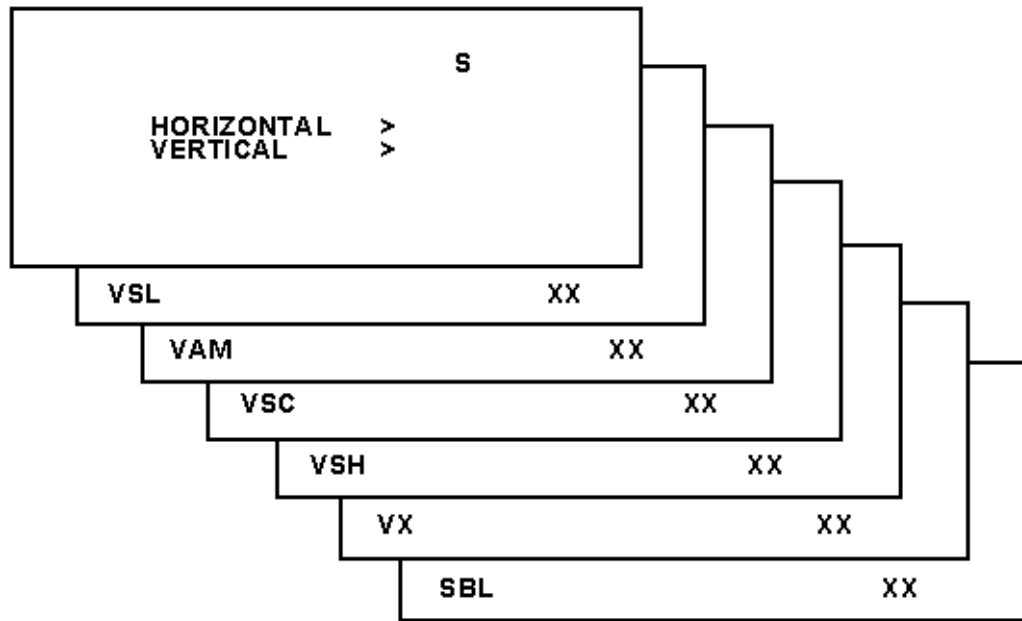 S
HORIZONTAL >
VERTICAL >
VSL XX
VAM XX
VSC XX
VSH XX
VX XX
SBL XX